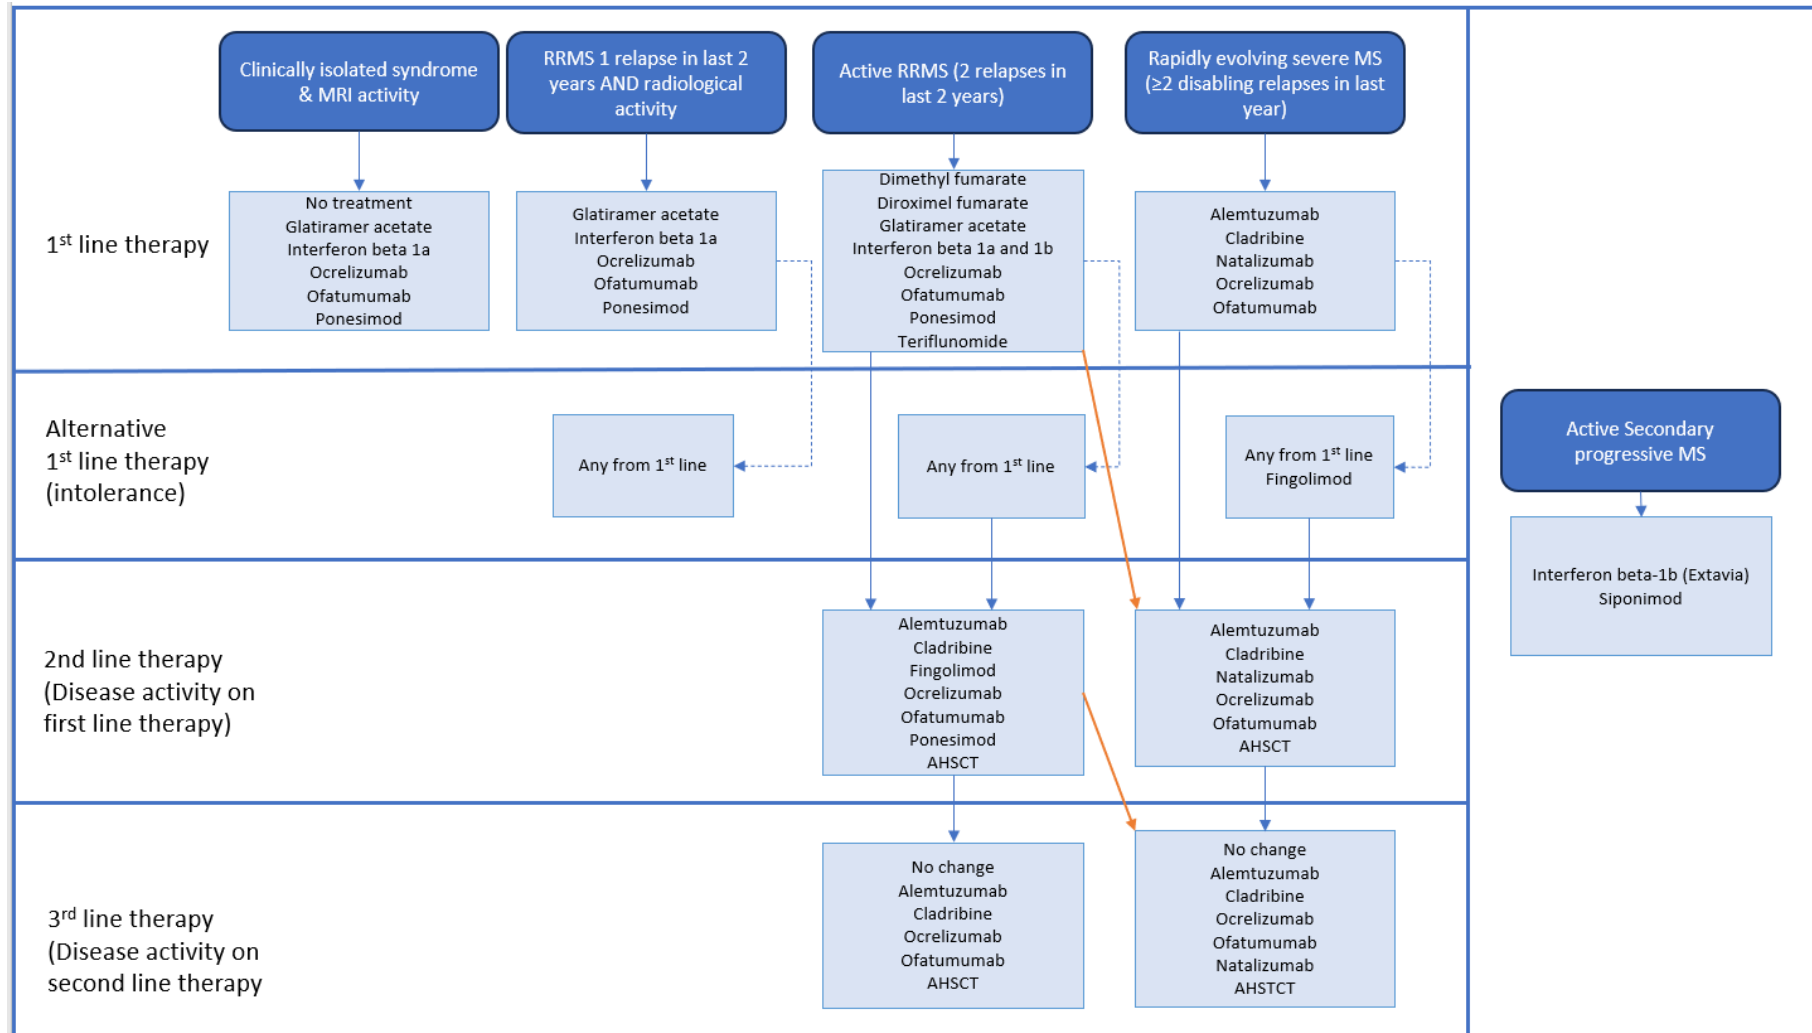 Clinically isolated syndrome
& MRI activity
RRMS 1 relapse in last 2
years AND radiological
activity
Active RRMS (2 relapses in
last 2 years)
Rapidly evolving severe MS
(≥2 disabling relapses in last
year)
1st line therapy
No treatment
Glatiramer acetate
Interferon beta 1a
Ocrelizumab
Ofatumumab
Ponesimod
Glatiramer acetate
Interferon beta 1a
Ocrelizumab
Ofatumumab
Ponesimod
Dimethyl fumarate
Diroximel fumarate
Glatiramer acetate
Interferon beta 1a and 1b
Ocrelizumab
Ofatumumab
Ponesimod
Teriflunomide
Alemtuzumab
Cladribine
Natalizumab
Ocrelizumab
Ofatumumab
Alternative
1st line therapy
(intolerance)
Any from 1st line
Any from 1st line
Any from 1st line
Fingolimod
Active Secondary
progressive MS
Interferon beta-1b (Extavia)
Siponimod
2nd line therapy
(Disease activity on
first line therapy)
Alemtuzumab
Cladribine
Fingolimod
Ocrelizumab
Ofatumumab
Ponesimod
AHSCT
Alemtuzumab
Cladribine
Natalizumab
Ocrelizumab
Ofatumumab
AHSCT
3rd line therapy
(Disease activity on
second line therapy
No change
Alemtuzumab
Cladribine
Ocrelizumab
Ofatumumab
AHSCT
No change
Alemtuzumab
Cladribine
Ocrelizumab
Ofatumumab
Natalizumab
AHSTCT